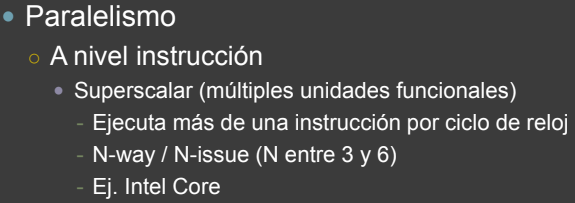 • Paralelismo
○ A nivel instrucción
• Superscalar (múltiples unidades funcionales)
- Ejecuta más de una instrucción por ciclo de reloj
- N-way / N-issue (N entre 3 y 6)
- Ej. Intel Core